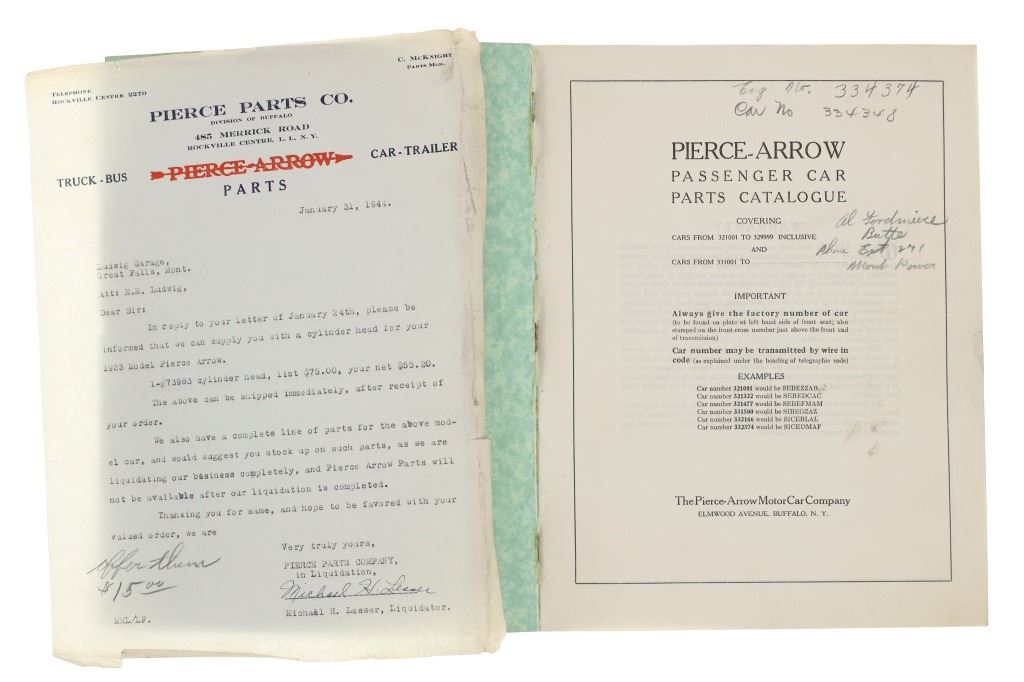 C. McKnight
Parts Mgr.
Telephone
Rockville Centre 2270
PIERCE PARTS CO.
DIVISION OF BUFFALO
485 MERRICK ROAD
ROCKVILLE CENTRE, L. I., N. Y.
TRUCK - BUS PIERCE-ARROW CAR - TRAILER
PARTS
January 31, 1944.
Ludwig Garage,
Great Falls, Mont.
Att: E.E. Ludwig,
Dear Sir:
In reply to your letter of January 24th, please be
informed that we can supply you with a cylinder head for your
1923 Model Pierce Arrow.
1-#73983 cylinder head, list $75.00, your net $55.20.
The above can be shipped immediately, after receipt of
your order.
We also have a complete line of parts for the above mod-
el car, and would suggest you stock up on such parts, as we are
liquidating our business completely, and Pierce Arrow Parts will
not be available after our liquidation is completed.
Thanking you for same, and hope to be favored with your
valued order, we are
Very truly yours,
PIERCE PARTS COMPANY,
in Liquidation,
Michael H. Lesser
Michael H. Lesser, Liquidator.
offer them
$15.00
MHL/LF.
Eng No. 334374
Car No 334348
PIERCE-ARROW
PASSENGER CAR
PARTS CATALOGUE
COVERING
CARS FROM 321001 TO 329999 INCLUSIVE
AND
CARS FROM 331001 TO
Al
Butte
Phone Ext 271
Power
IMPORTANT
Always give the factory number of car
(to be found on plate at left hand side of front seat; also
stamped on the front cross member just above the front end
of transmission)
Car number may be transmitted by wire in
code (as explained under the heading of telegraphic code)
EXAMPLES
Car number 321001 would be SEBEZZAB
Car number 321322 would be SEBEDCAC
Car number 321477 would be SEBEFMAM
Car number 331500 would be SIBEGZAZ
Car number 332166 would be SICEBLAL
Car number 332374 would be SICEDMAF
The Pierce-Arrow Motor Car Company
ELMWOOD AVENUE, BUFFALO, N. Y.